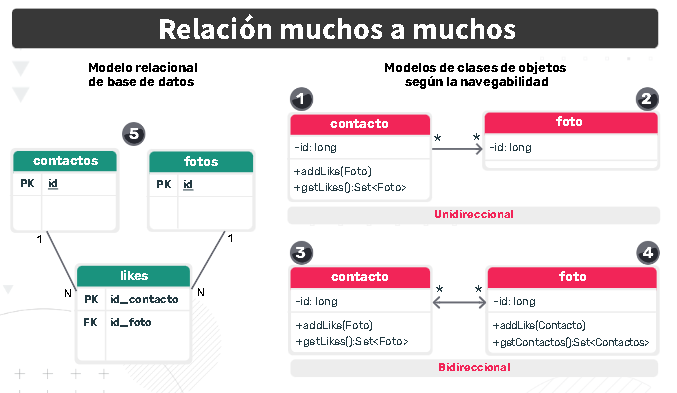 Relación muchos a muchos
Modelo relacional
de base de datos
Modelos de clases de objetos
según la navegabilidad
5
contactos
PK id
fotos
PK id
1
1
N
N
likes
PK id_contacto
FK id_foto
1
contacto
-id: long
+addLike(Foto)
+getLikes():Set<Foto>
* *
2
foto
-id: long
Unidireccional
3
contacto
-id: long
+addLike(Foto)
+getLikes():Set<Foto>
* *
4
foto
-id: long
+addLike(Contacto)
+getContactos():Set<Contactos>
Bidireccional